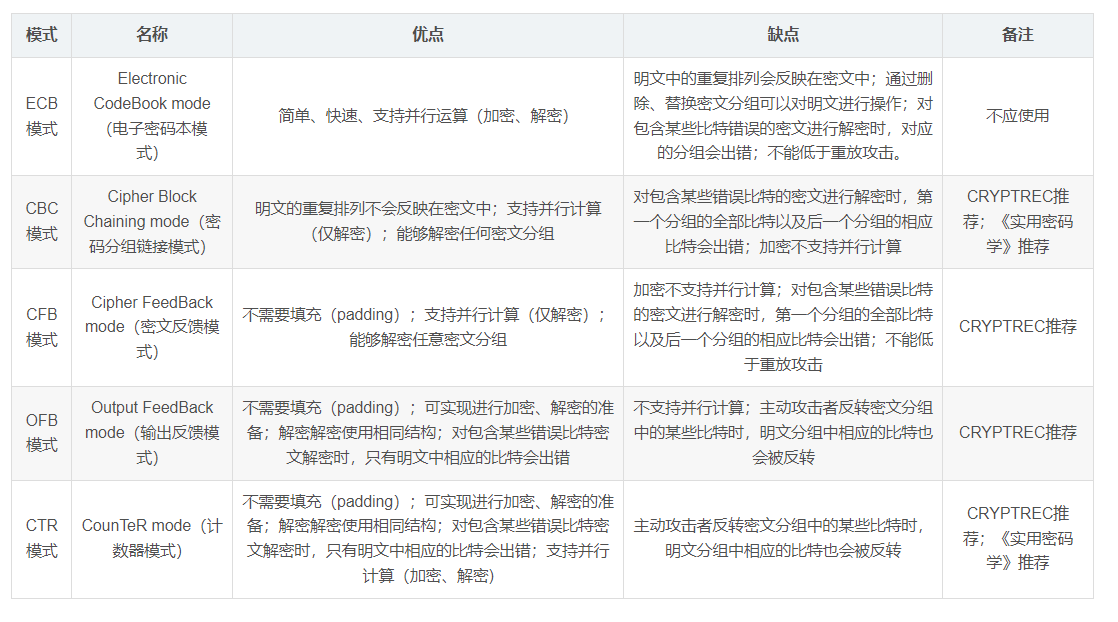 模式 名称 优点 缺点 备注
ECB
模式
Electronic
CodeBook mode
（电子密码本模
式）
简单、快速、支持并行运算（加密、解密）
明文中的重复排列会反映在密文中；通过删
除、替换密文分组可以对明文进行操作；对
包含某些比特错误的密文进行解密时，对应
的分组会出错；不能低于重放攻击。
不应使用
CBC
模式
Cipher Block
Chaining mode（密
码分组链接模式）
明文的重复排列不会反映在密文中；支持并行计算
（仅解密）；能够解密任何密文分组
对包含某些错误比特的密文进行解密时，第
一个分组的全部比特以及后一个分组的相应
比特会出错；加密不支持并行计算
CRYPTREC推
荐；《实用密码
学》推荐
CFB
模式
Cipher FeedBack
mode（密文反馈模
式）
不需要填充（padding）；支持并行计算（仅解密）；
能够解密任意密文分组
加密不支持并行计算；对包含某些错误比特
的密文进行解密时，第一个分组的全部比特
以及后一个分组的相应比特会出错；不能低
于重放攻击
CRYPTREC推荐
OFB
模式
Output FeedBack
mode（输出反馈模
式）
不需要填充（padding）；可实现进行加密、解密的准
备；解密解密使用相同结构；对包含某些错误比特密
文解密时，只有明文中相应的比特会出错
不支持并行计算；主动攻击者反转密文分组
中的某些比特时，明文分组中相应的比特也
会被反转
CRYPTREC推荐
CTR
模式
CounTeR mode（计
数器模式）
不需要填充（padding）；可实现进行加密、解密的准
备；解密解密使用相同结构；对包含某些错误比特密
文解密时，只有明文中相应的比特会出错；支持并行
计算（加密、解密）
主动攻击者反转密文分组中的某些比特时，
明文分组中相应的比特也会被反转
CRYPTREC推
荐；《实用密码
学》推荐